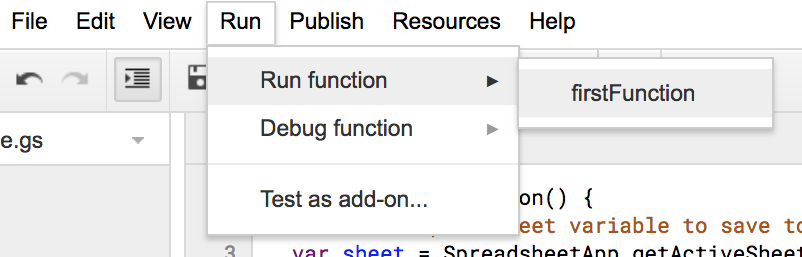 File Edit View Run Publish Resources Help
Run function firstFunction
Debug function
e.gs
Test as add-on...
on() {
eet variable to save to
3 var sheet = SpreadsheetApp.getActiveSheet